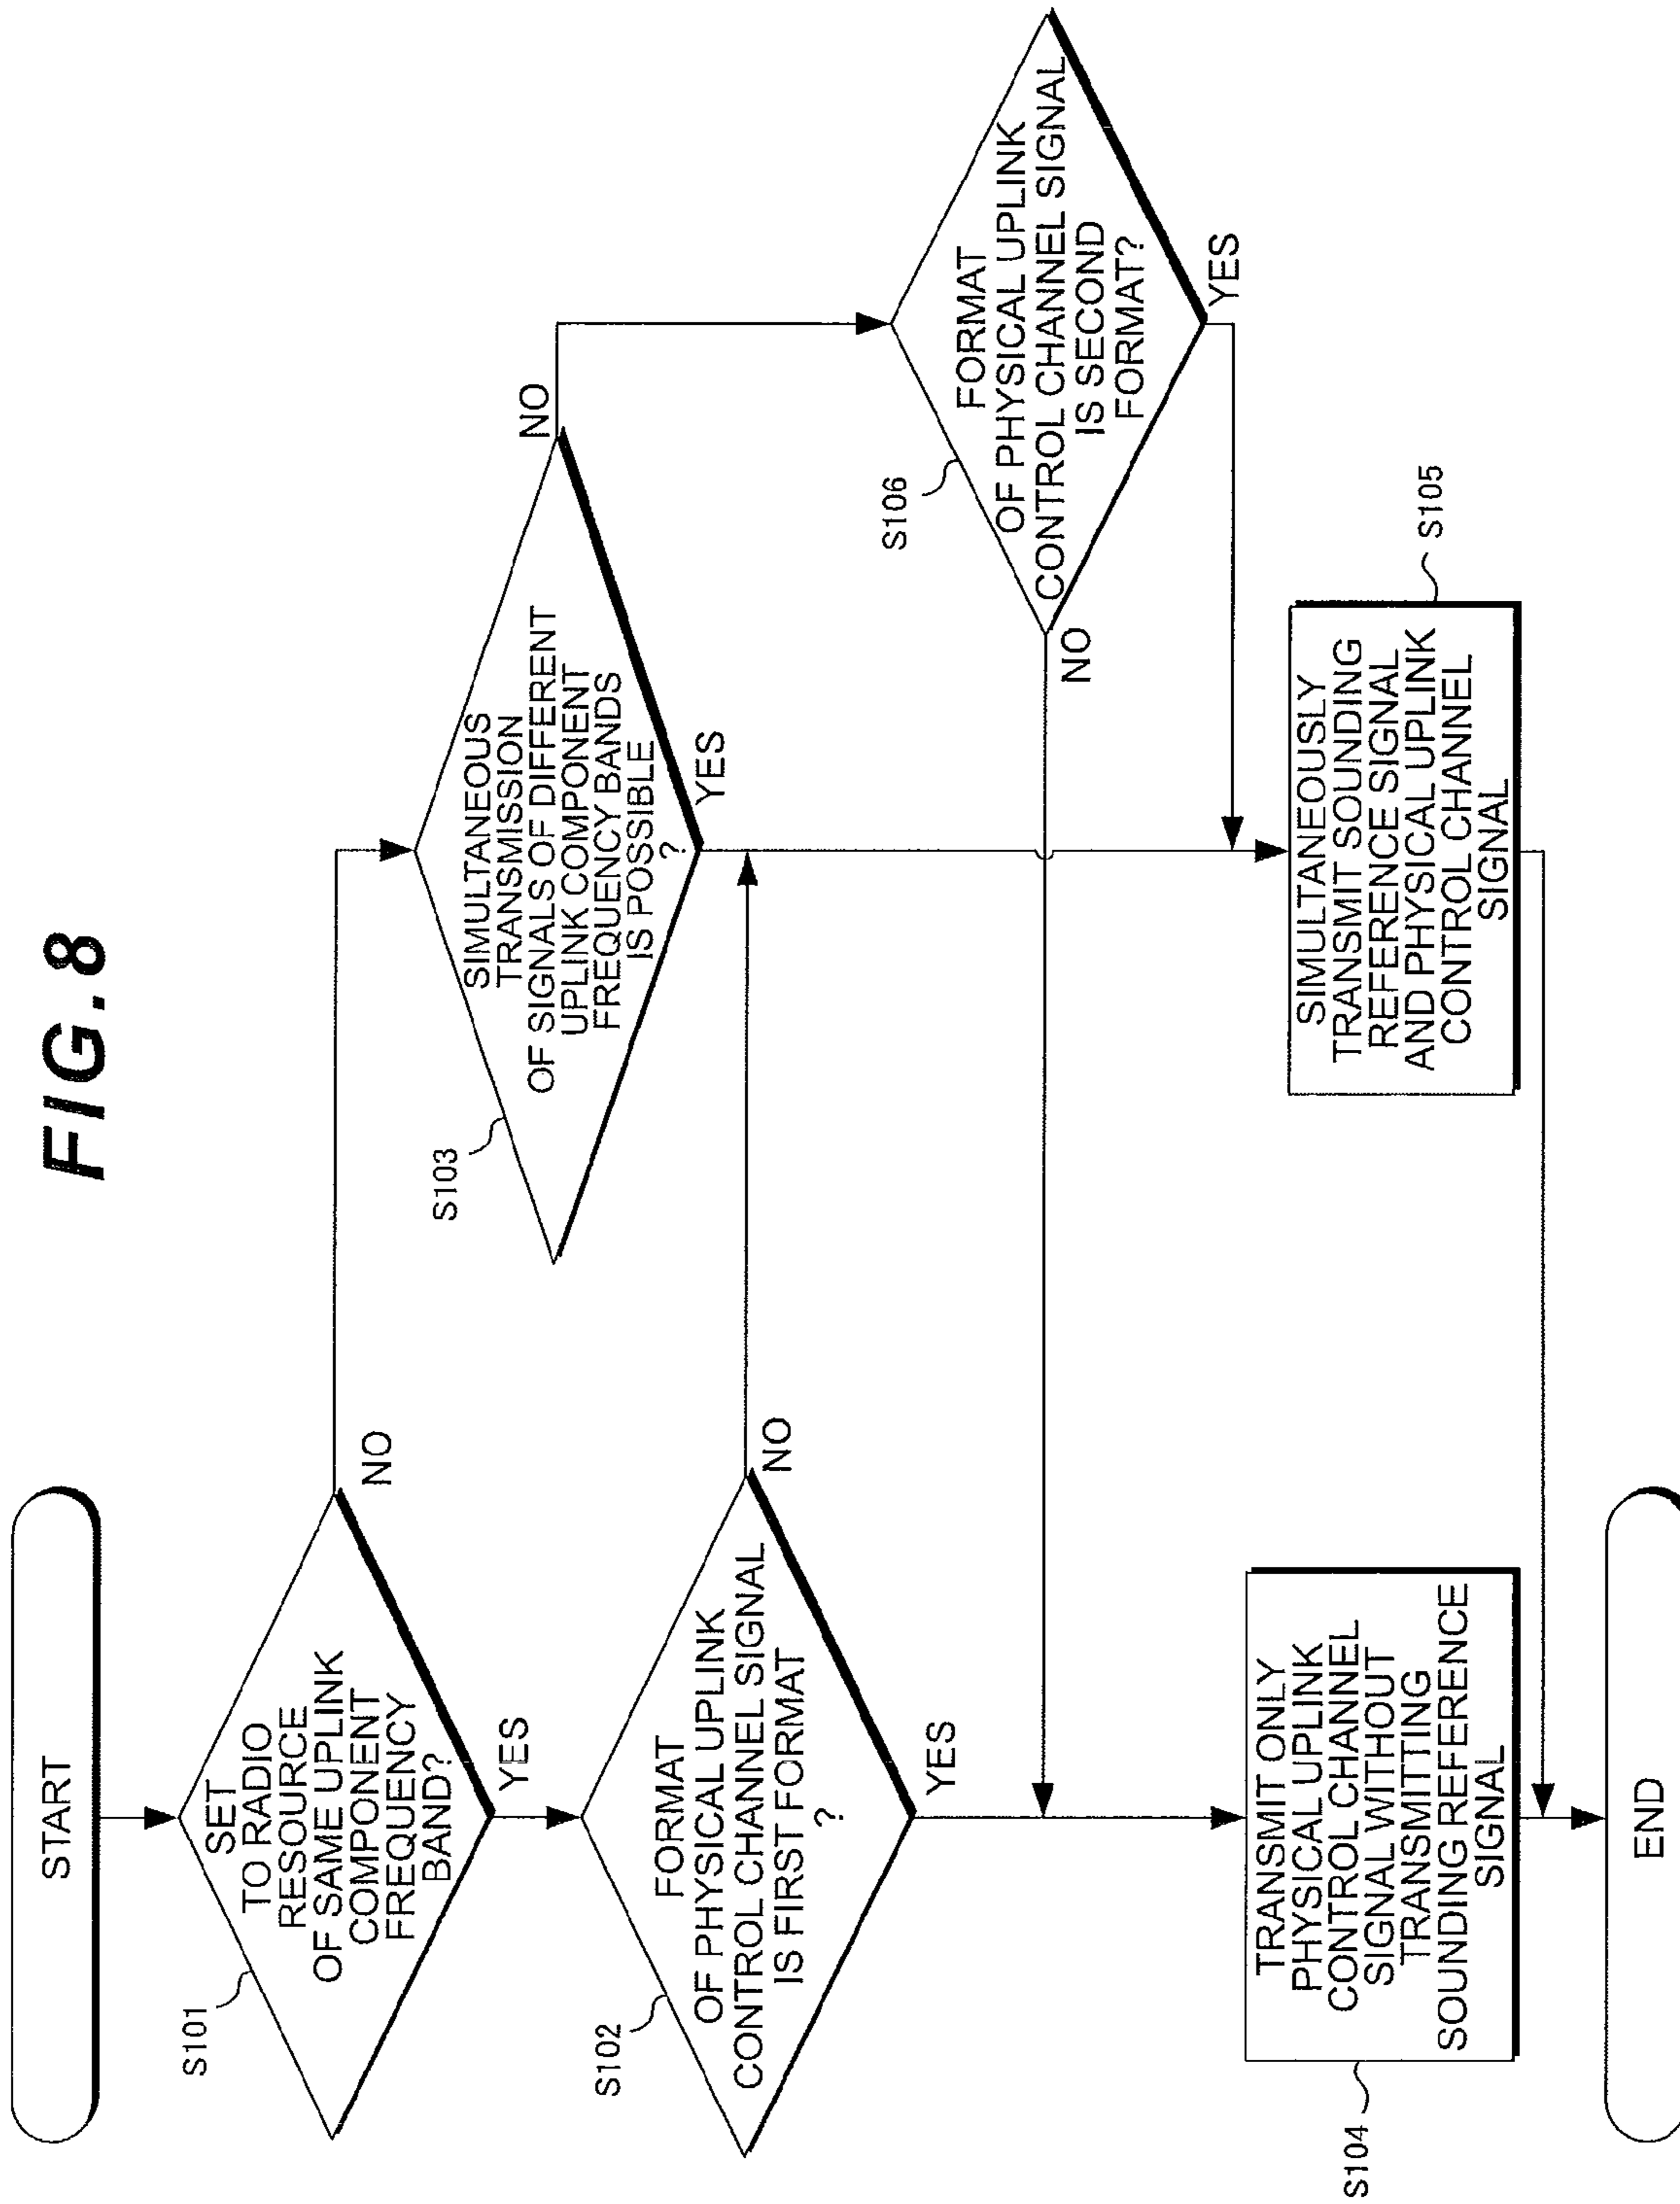 FIG.8
START
S101
SET
TO RADIO
RESOURCE
OF SAME UPLINK
COMPONENT
FREQUENCY
BAND?
NO
YES
S102
FORMAT
OF PHYSICAL UPLINK
CONTROL CHANNEL SIGNAL
IS FIRST FORMAT
?
NO
YES
S103
SIMULTANEOUS
TRANSMISSION
OF SIGNALS OF DIFFERENT
UPLINK COMPONENT
FREQUENCY BANDS
IS POSSIBLE
?
NO
YES
S106
FORMAT
OF PHYSICAL UPLINK
CONTROL CHANNEL SIGNAL
IS SECOND
FORMAT?
NO
YES
S104
TRANSMIT ONLY
PHYSICAL UPLINK
CONTROL CHANNEL
SIGNAL WITHOUT
TRANSMITTING
SOUNDING REFERENCE
SIGNAL
S105
SIMULTANEOUSLY
TRANSMIT SOUNDING
REFERENCE SIGNAL
AND PHYSICAL UPLINK
CONTROL CHANNEL
SIGNAL
END